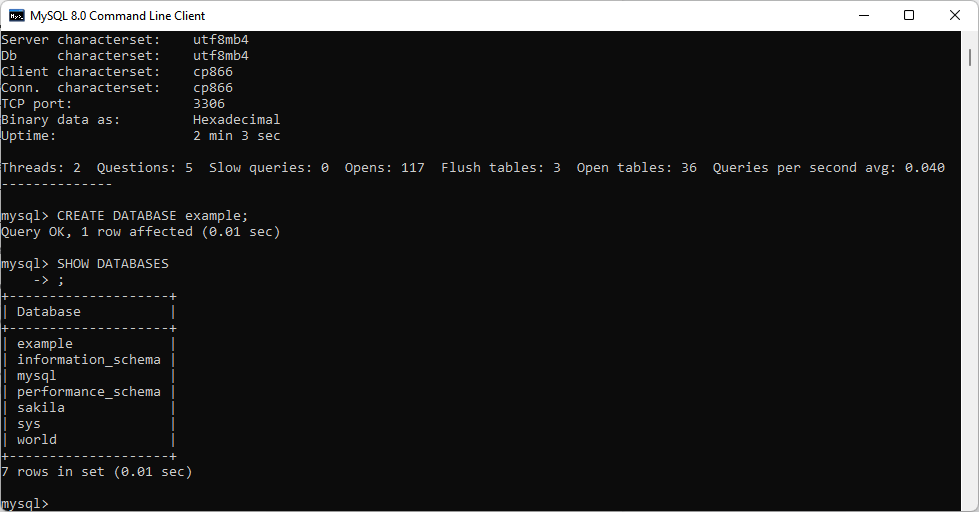 MySQL 8.0 Command Line Client
Server characterset:    utf8mb4
Db     characterset:    utf8mb4
Client characterset:    cp866
Conn.  characterset:    cp866
TCP port:               3306
Binary data as:         Hexadecimal
Uptime:                 2 min 3 sec
Threads: 2  Questions: 5  Slow queries: 0  Opens: 117  Flush tables: 3  Open tables: 36  Queries per second avg: 0.040
--------------
mysql> CREATE DATABASE example;
Query OK, 1 row affected (0.01 sec)
mysql> SHOW DATABASES
    -> ;
+--------------------+
| Database           |
+--------------------+
| example            |
| information_schema |
| mysql              |
| performance_schema |
| sakila             |
| sys                |
| world              |
+--------------------+
7 rows in set (0.01 sec)
mysql>